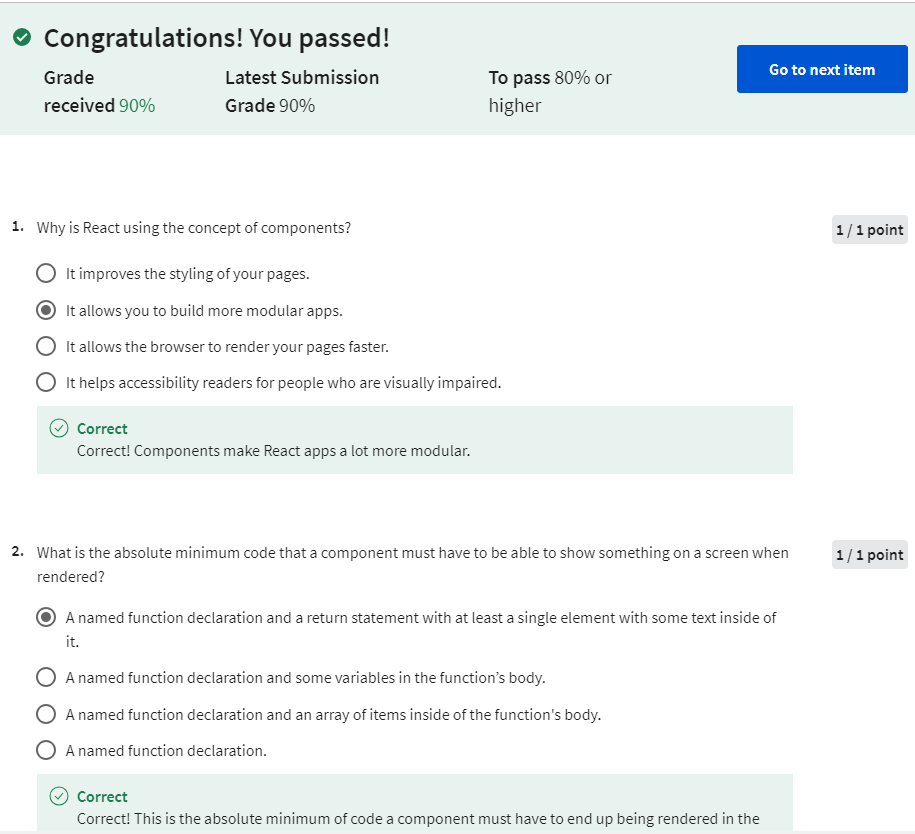 Congratulations! You passed!
Grade received 90%
Latest Submission Grade 90%
To pass 80% or higher
Go to next item
1. Why is React using the concept of components?
1 / 1 point
It improves the styling of your pages.
It allows you to build more modular apps.
It allows the browser to render your pages faster.
It helps accessibility readers for people who are visually impaired.
Correct
Correct! Components make React apps a lot more modular.
2. What is the absolute minimum code that a component must have to be able to show something on a screen when
rendered?
1 / 1 point
A named function declaration and a return statement with at least a single element with some text inside of
it.
A named function declaration and some variables in the function’s body.
A named function declaration and an array of items inside of the function's body.
A named function declaration.
Correct
Correct! This is the absolute minimum of code a component must have to end up being rendered in the